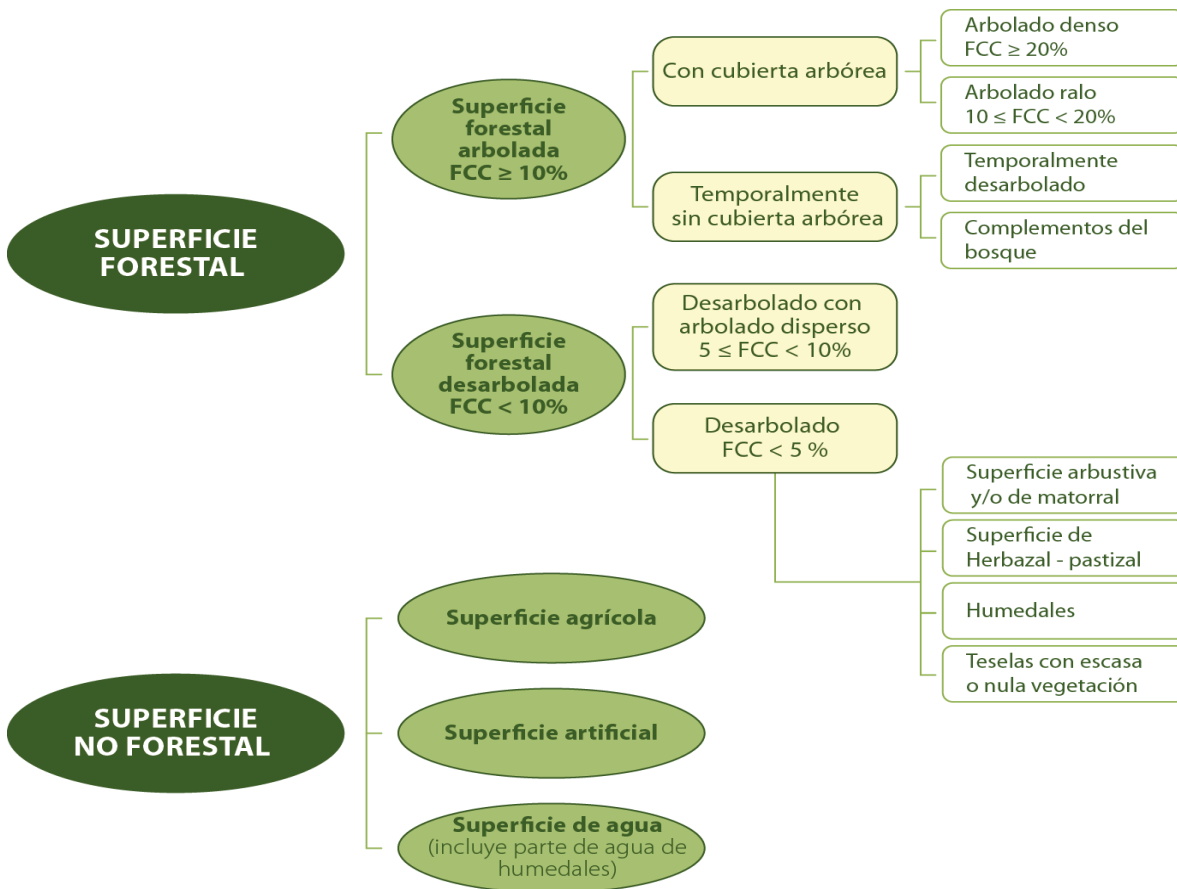 SUPERFICIE
FORESTAL
Superficie
forestal
arbolada
FCC ≥ 10%
Con cubierta arbórea
Arbolado denso
FCC ≥ 20%
Arbolado ralo
10 ≤ FCC < 20%
Temporalmente
sin cubierta arbórea
Temporalmente
desarbolado
Complementos del
bosque
Superficie
forestal
desarbolada
FCC < 10%
Desarbolado con
arbolado disperso
5 ≤ FCC < 10%
Desarbolado
FCC < 5 %
Superficie arbustiva
y/o de matorral
Superficie de
Herbazal - pastizal
Humedales
Teselas con escasa
o nula vegetación
SUPERFICIE
NO FORESTAL
Superficie agrícola
Superficie artificial
Superficie de agua
(incluye parte de agua de
humedales)